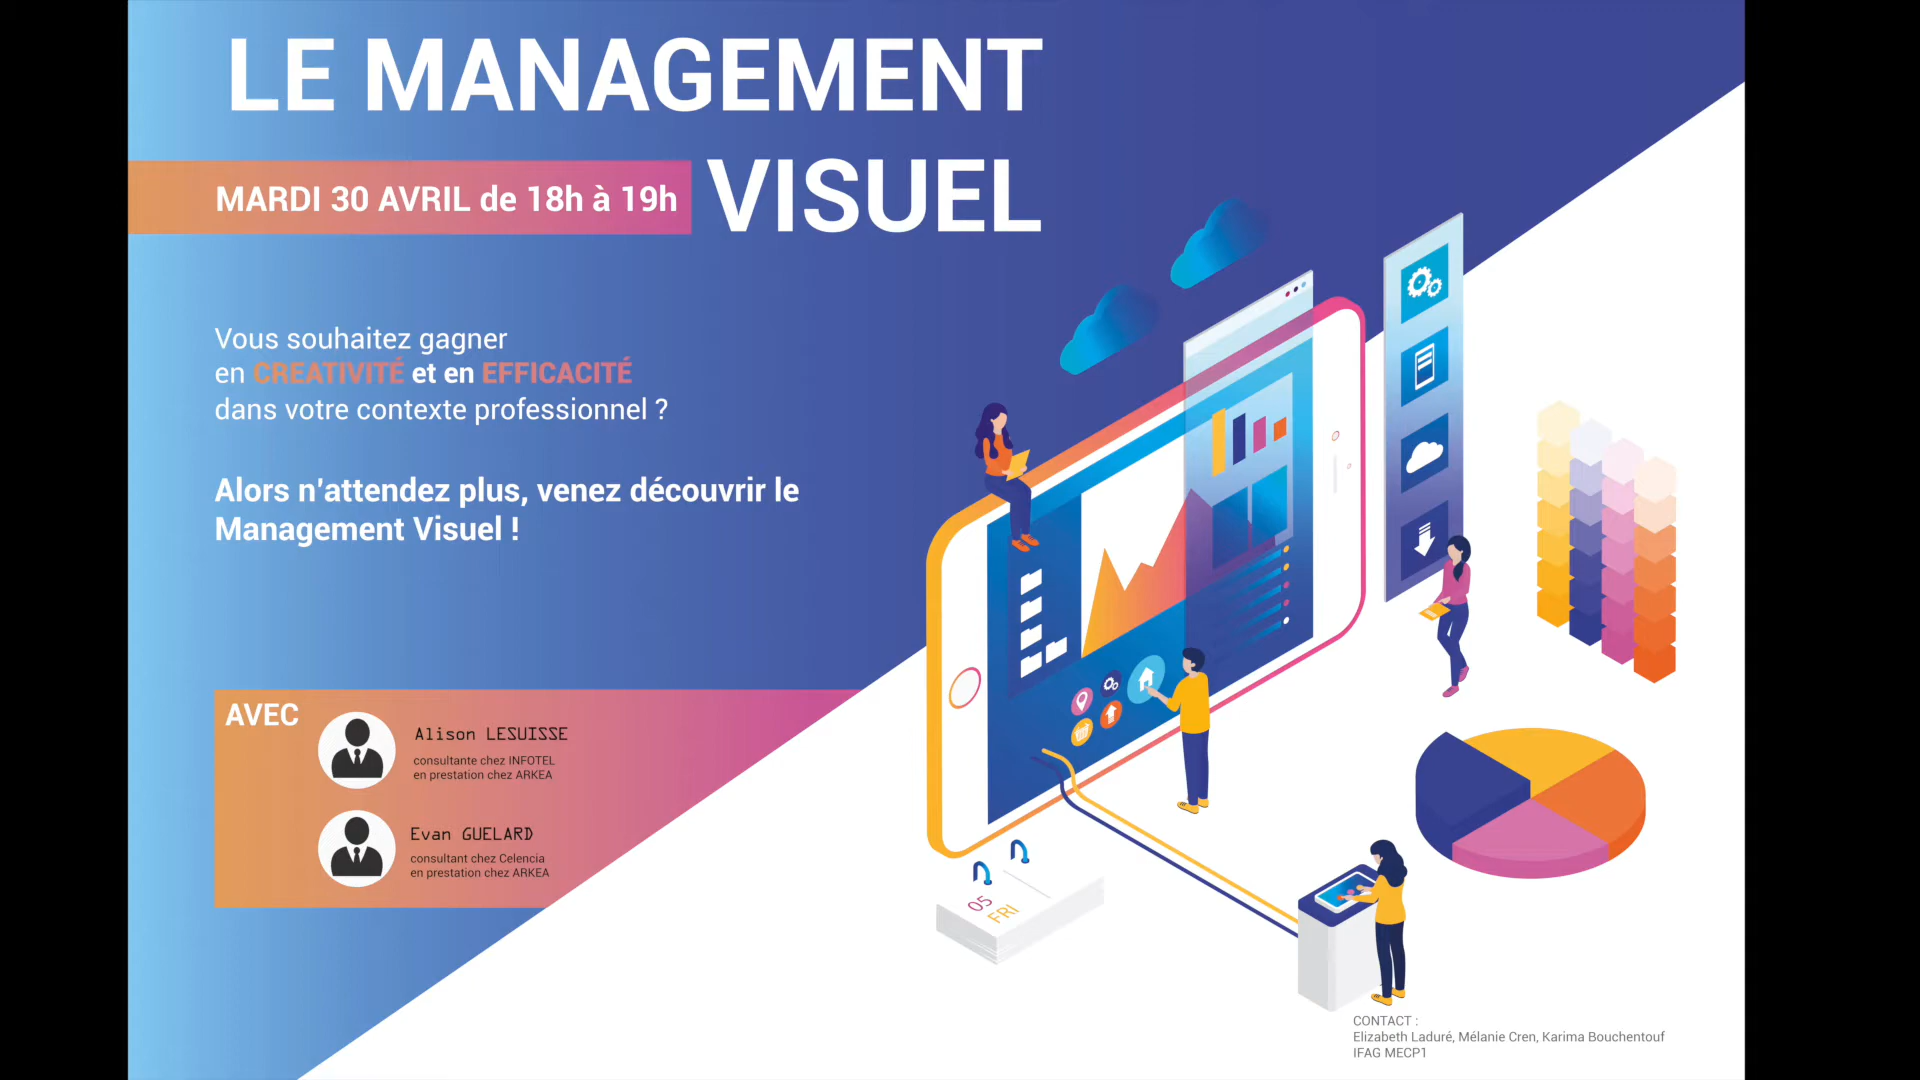 LE MANAGEMENT
VISUEL
MARDI 30 AVRIL de 18h à 19h
Vous souhaitez gagner
en CREATIVITÉ et en EFFICACITÉ
dans votre contexte professionnel ?
Alors n'attendez plus, venez découvrir le
Management Visuel !
AVEC
Alison LESUISSE
consultante chez INFOTEL
en prestation chez ARKEA
Evan GUELARD
consultant chez Celencia
en prestation chez ARKEA
05
FRI
CONTACT :
Elizabeth Laduré, Mélanie Cren, Karima Bouchentouf
IFAG MECP1